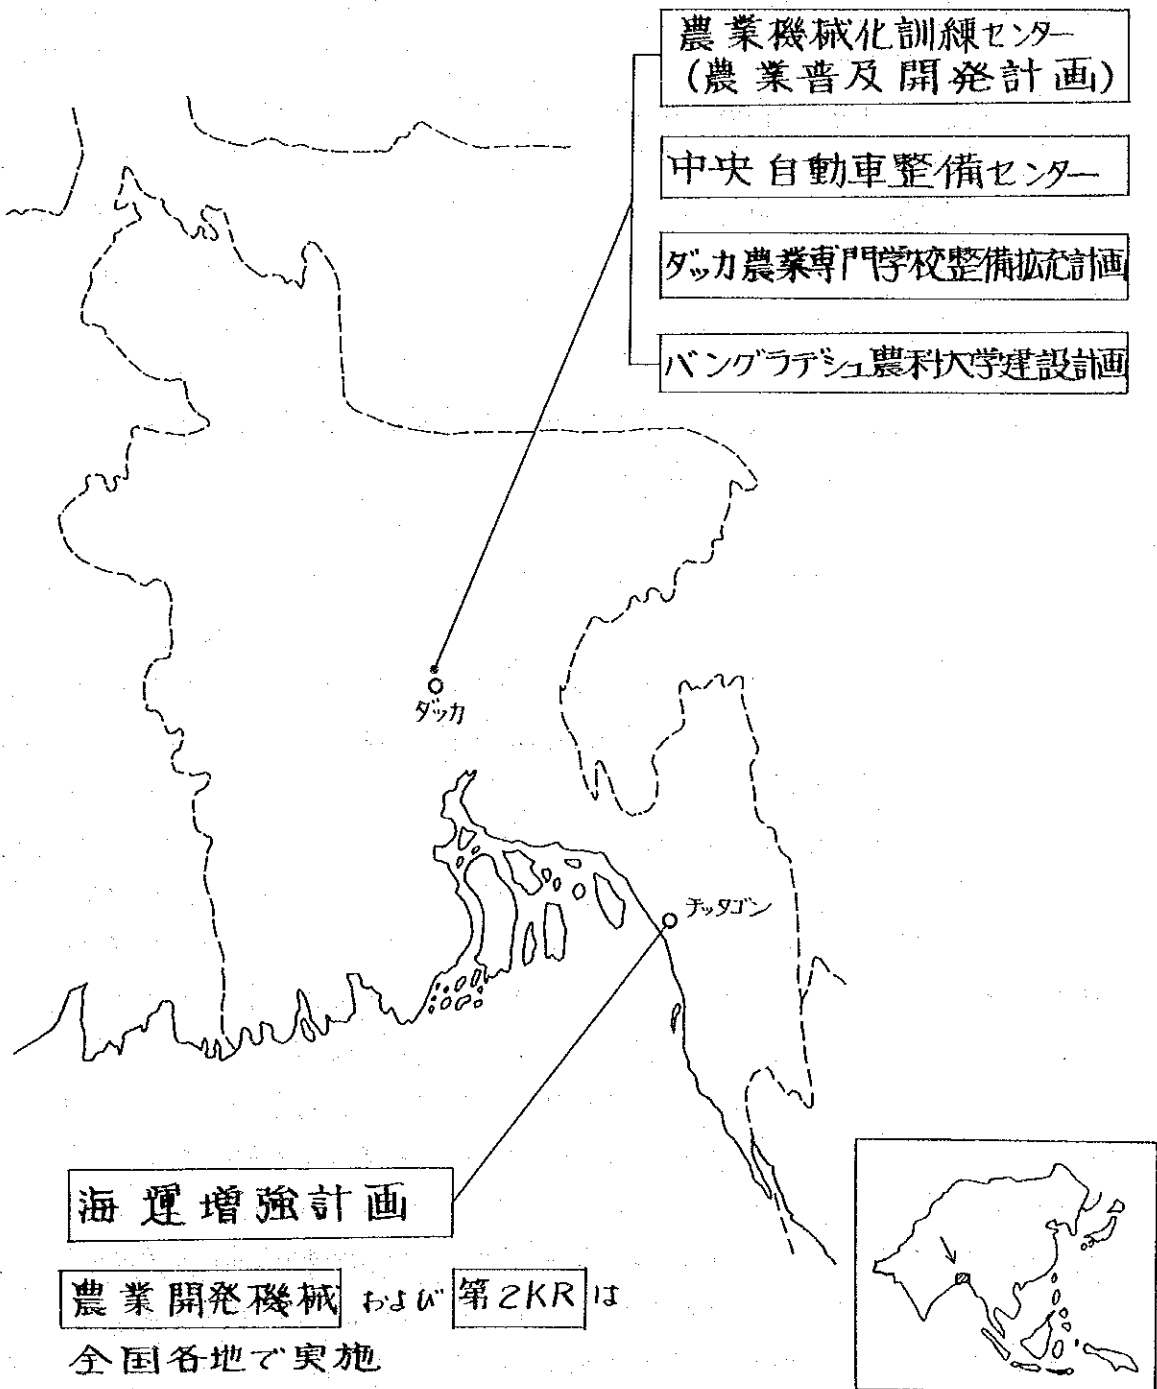 農業機械化訓練センター
(農業普及開発計画)
中央自動車整備センター
ダッカ農業専門学校整備拡充計画
バングラデシュ農科大学建設計画
ダッカ
チッタゴン
海運増強計画
農業開発機械 および 第2KR は
全国各地で実施